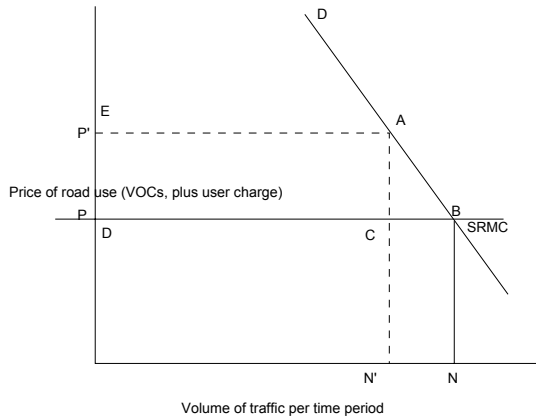 D
E
A
P'
Price of road use (VOCs, plus user charge)
P
B
D
C
SRMC
N'
N
Volume of traffic per time period